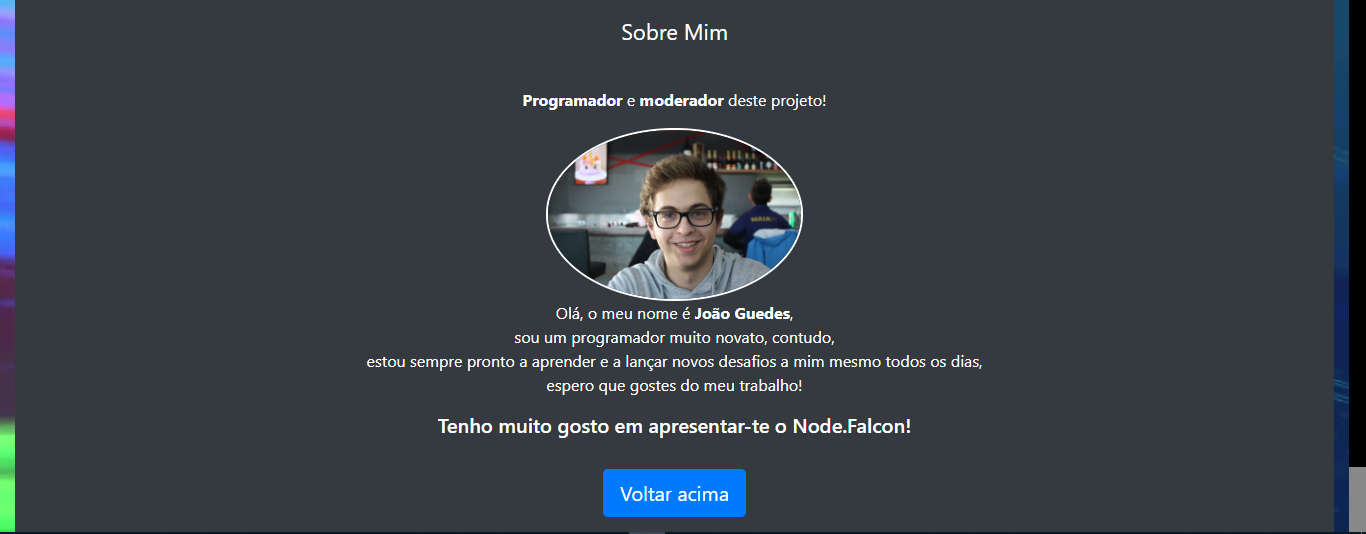 Sobre Mim
Programador e moderador deste projeto!
MAIA
Olá, o meu nome é João Guedes,
sou um programador muito novato, contudo,
estou sempre pronto a aprender e a lançar novos desafios a mim mesmo todos os dias,
espero que gostes do meu trabalho!
Tenho muito gosto em apresentar-te o Node.Falcon!
Voltar acima